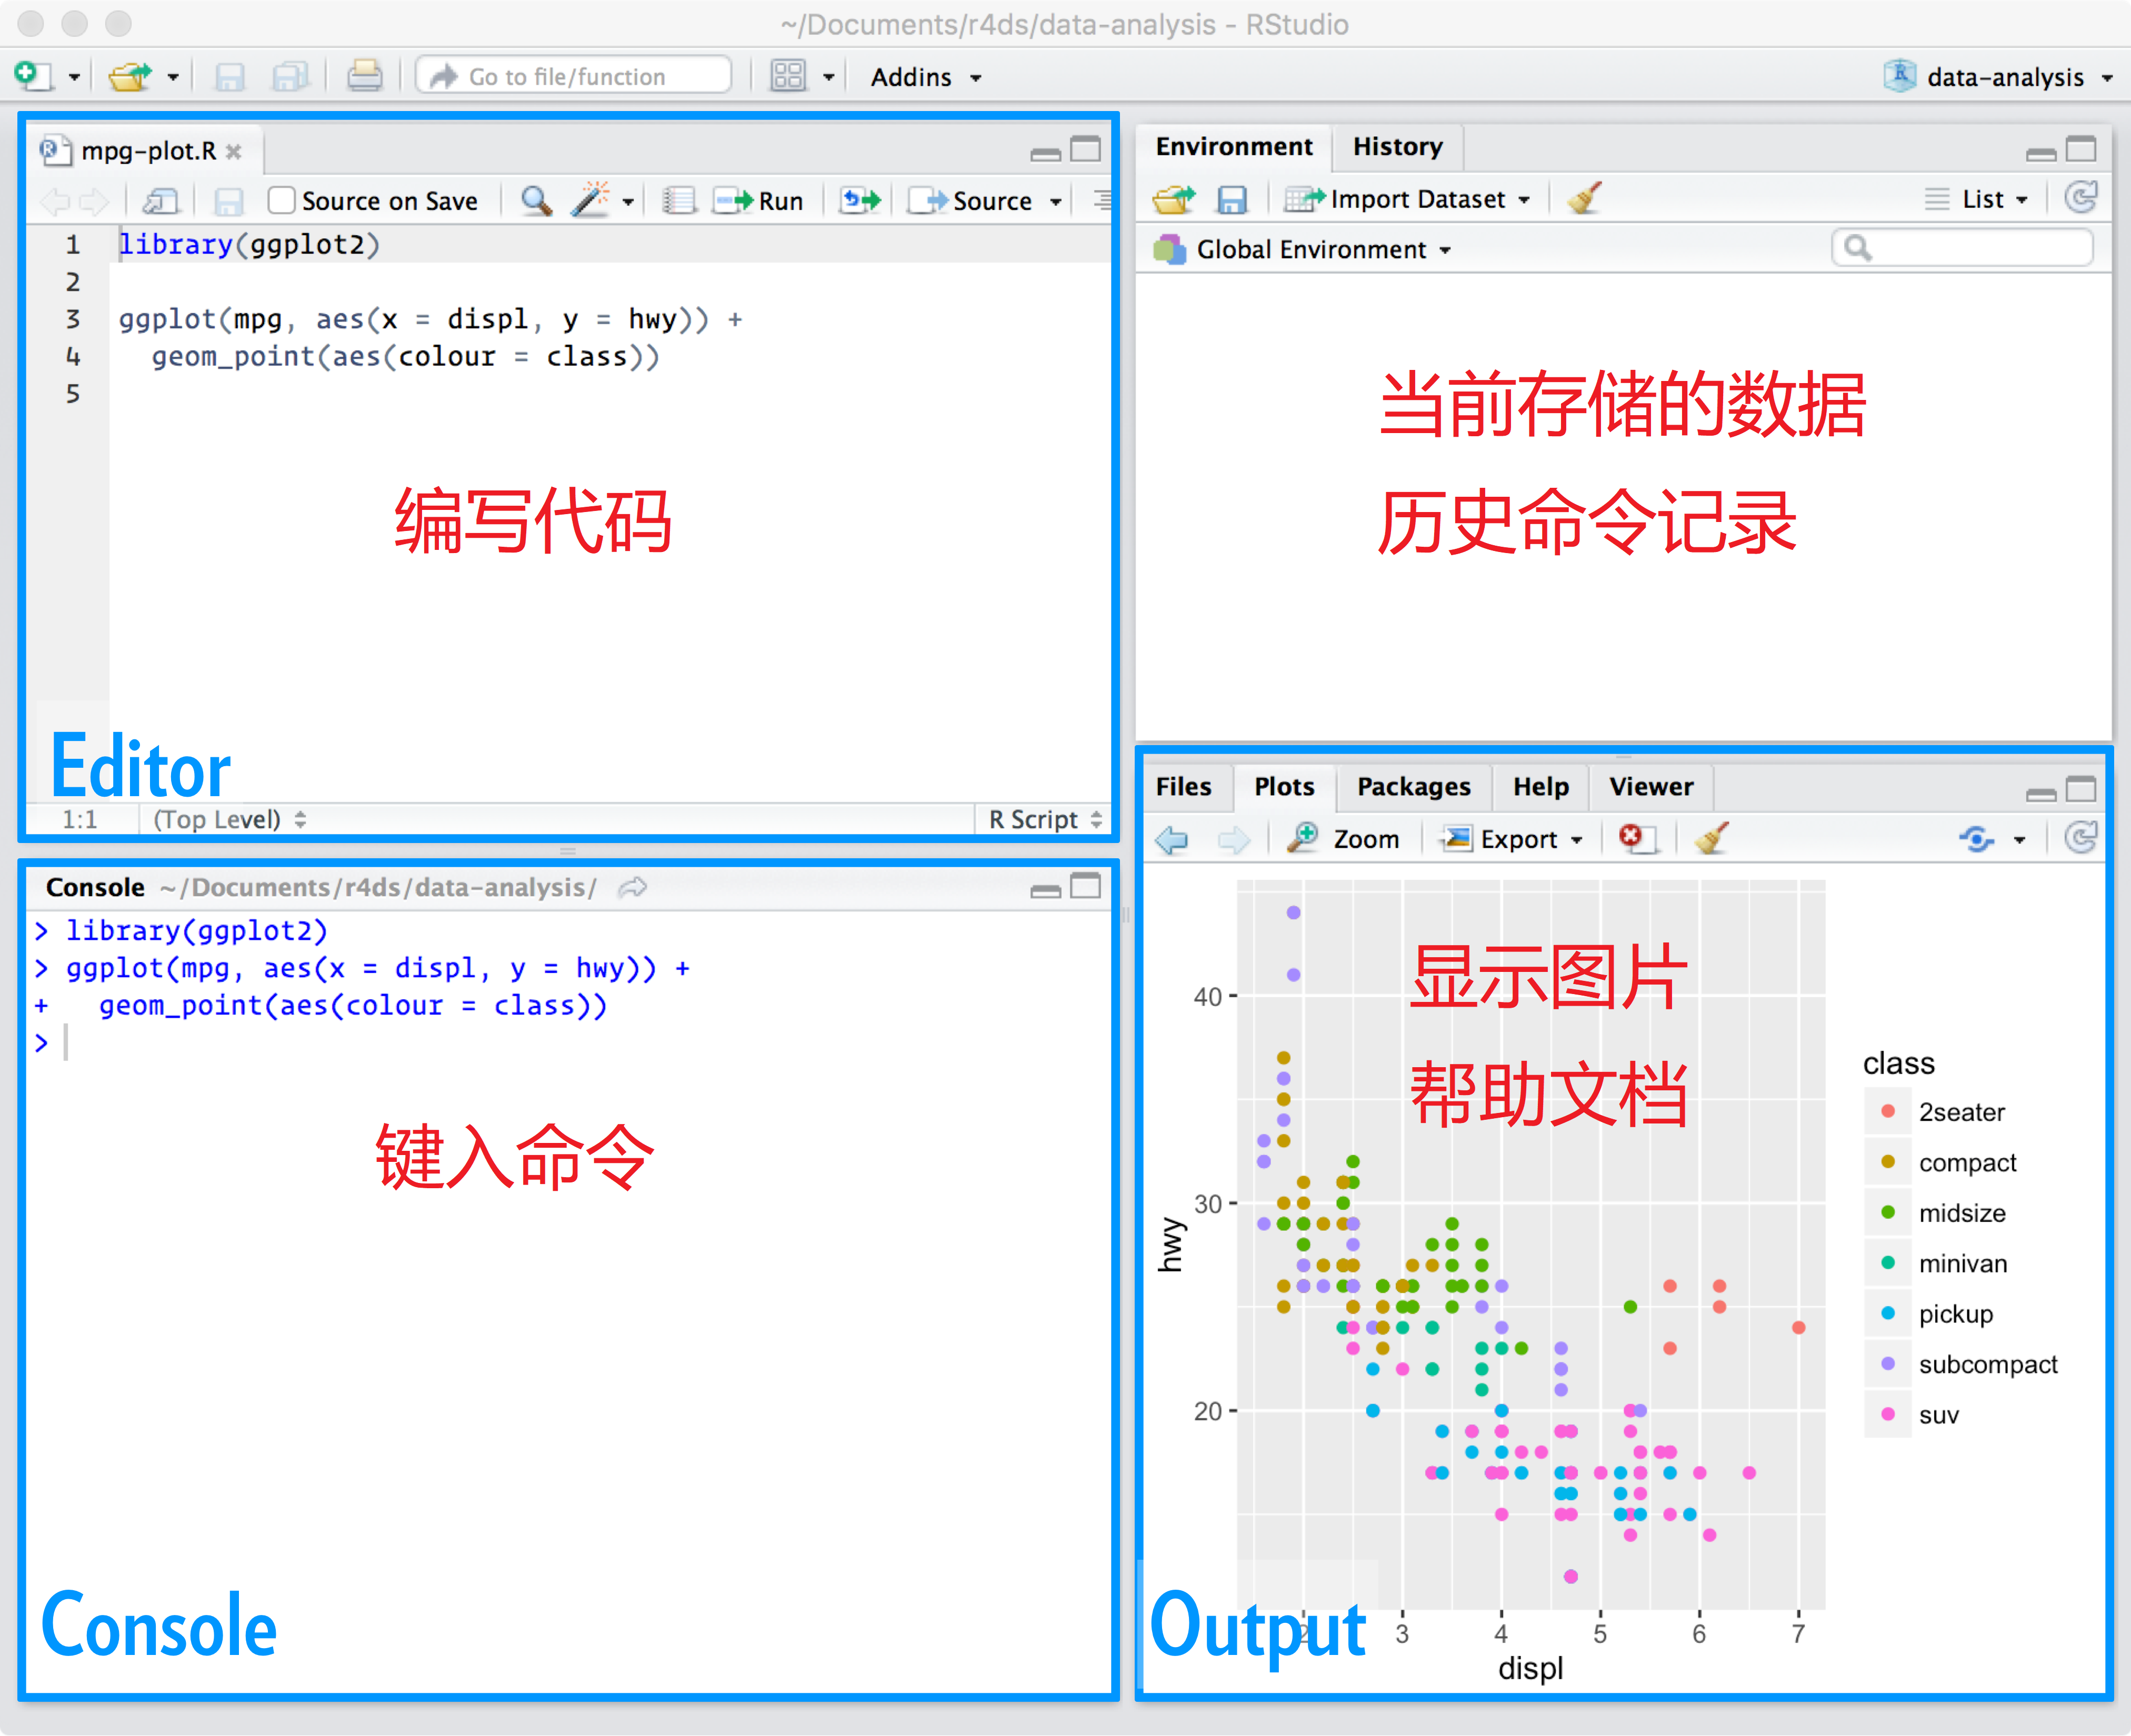 ~/Documents/r4ds/data-analysis - RStudio
Go to file/function
Addins
data-analysis
mpg-plot.R
Source on Save
Run
Source
1 library(ggplot2)
2
3 ggplot(mpg, aes(x = displ, y = hwy)) +
4   geom_point(aes(colour = class))
5
编写代码
Editor
1:1 (Top Level) R Script
Environment History
Import Dataset
List
Global Environment
当前存储的数据
历史命令记录
Console ~/Documents/r4ds/data-analysis/
> library(ggplot2)
> ggplot(mpg, aes(x = displ, y = hwy)) +
+   geom_point(aes(colour = class))
>
键入命令
Console
Files Plots Packages Help Viewer
Zoom
Export
显示图片
帮助文档
40
30
20
hwy
class
2seater
compact
midsize
minivan
pickup
subcompact
suv
2 3 4 5 6 7
displ
Output